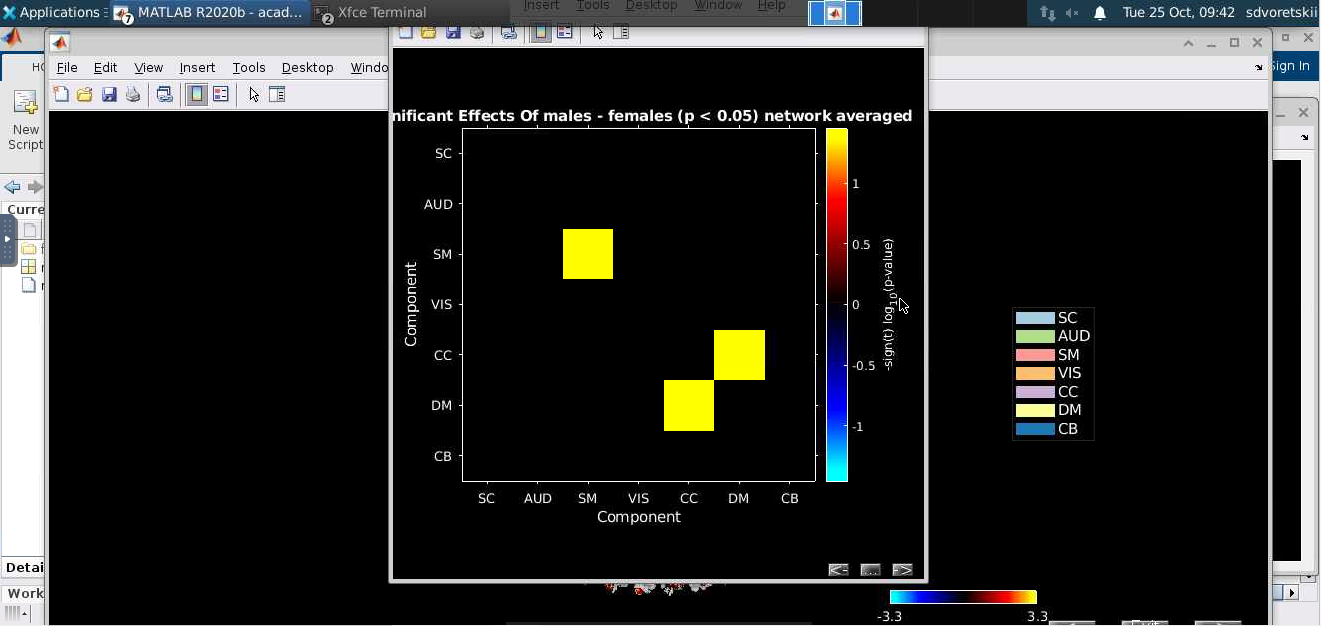 Applications
7 MATLAB R2020b - acad...
2 Xfce Terminal
Insert Tools Desktop Window Help
Tue 25 Oct, 09:42 sdvoretskii
File Edit View Insert Tools Desktop Windo
Sign In
New
Script
Curre
Detai
Work
nificant Effects Of males - females (p < 0.05) network averaged
SC
AUD
SM
VIS
CC
DM
CB
Component
SC AUD SM VIS CC DM CB
Component
1
0.5
0
-0.5
-1
-sign(t) log10(p-value)
<- ... ->
SC
AUD
SM
VIS
CC
DM
CB
-3.3 3.3